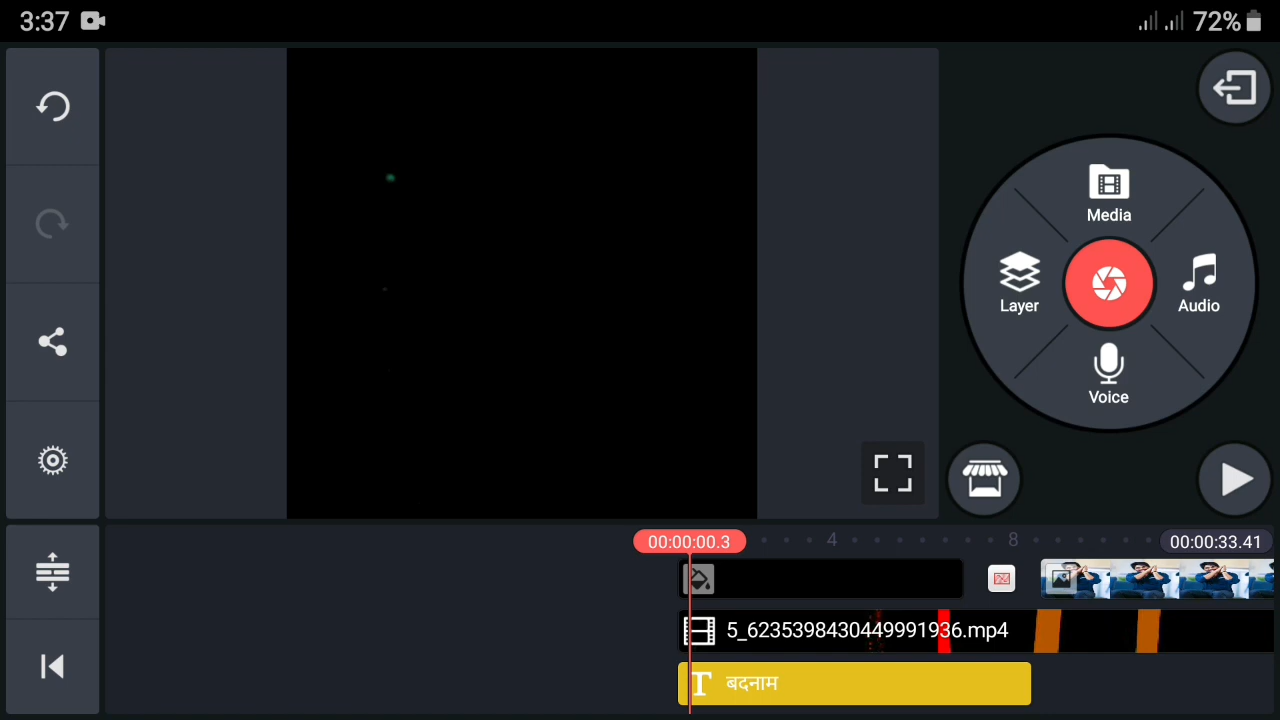 3:37
72%
Media
Layer
Audio
Voice
00:00:00.3
4
8
00:00:33.41
5_6235398430449991936.mp4
T बदनाम